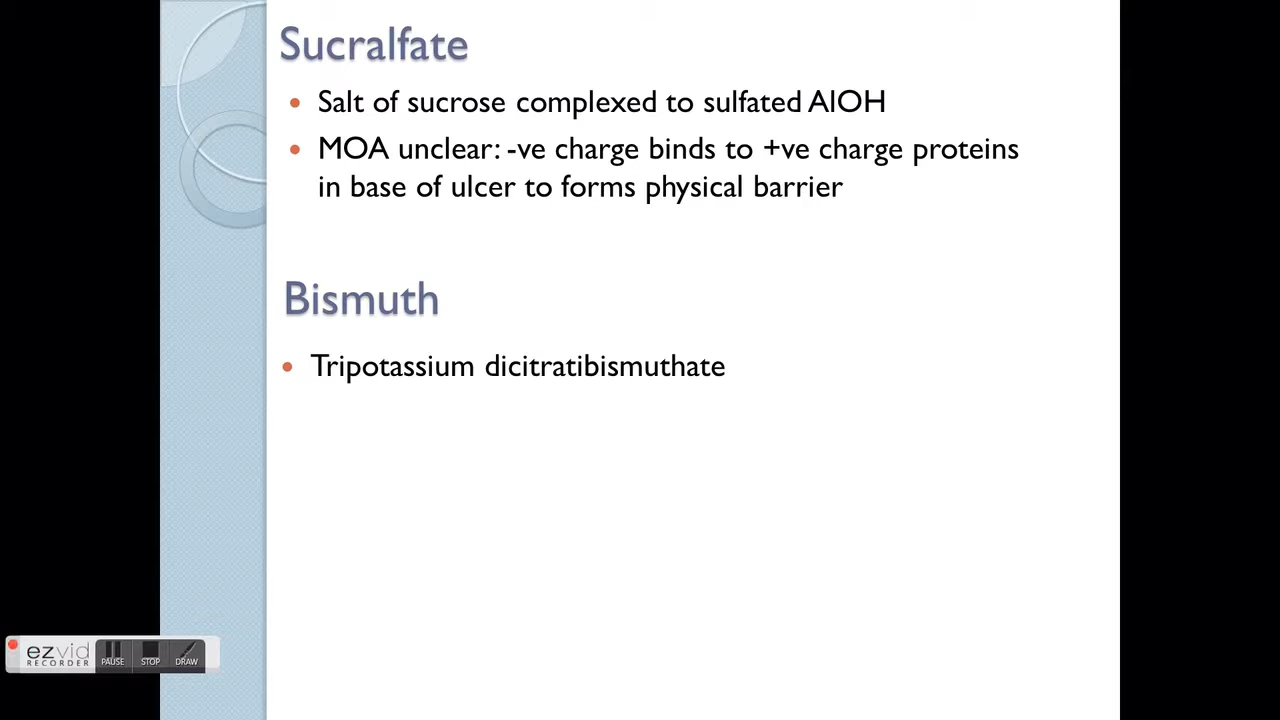 Sucralfate
• Salt of sucrose complexed to sulfated AlOH
• MOA unclear: -ve charge binds to +ve charge proteins
in base of ulcer to forms physical barrier
Bismuth
• Tripotassium dicitratibismuthate
ezvid
RECORDER
PAUSE
STOP
DRAW